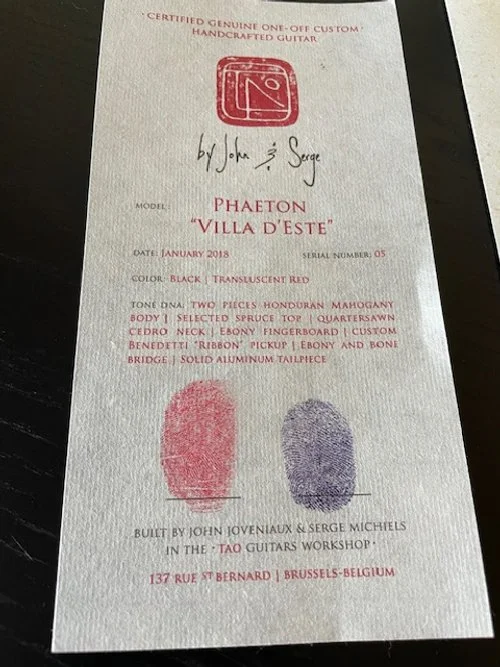 · CERTIFIED GENUINE ONE-OFF CUSTOM ·
HANDCRAFTED GUITAR
by John & Serge
MODEL: PHAETON
"VILLA D'ESTE"
DATE: JANUARY 2018 SERIAL NUMBER: 05
COLOR: BLACK | TRANSLUSCENT RED
TONE DNA: TWO PIECES HONDURAN MAHOGANY
BODY | SELECTED SPRUCE TOP | QUARTERSAWN
CEDRO NECK | EBONY FINGERBOARD | CUSTOM
BENEDETTI "RIBBON" PICKUP | EBONY AND BONE
BRIDGE | SOLID ALUMINUM TAILPIECE
BUILT BY JOHN JOVENIAUX & SERGE MICHIELS
IN THE · TAO GUITARS WORKSHOP ·
137 RUE ST BERNARD | BRUSSELS-BELGIUM